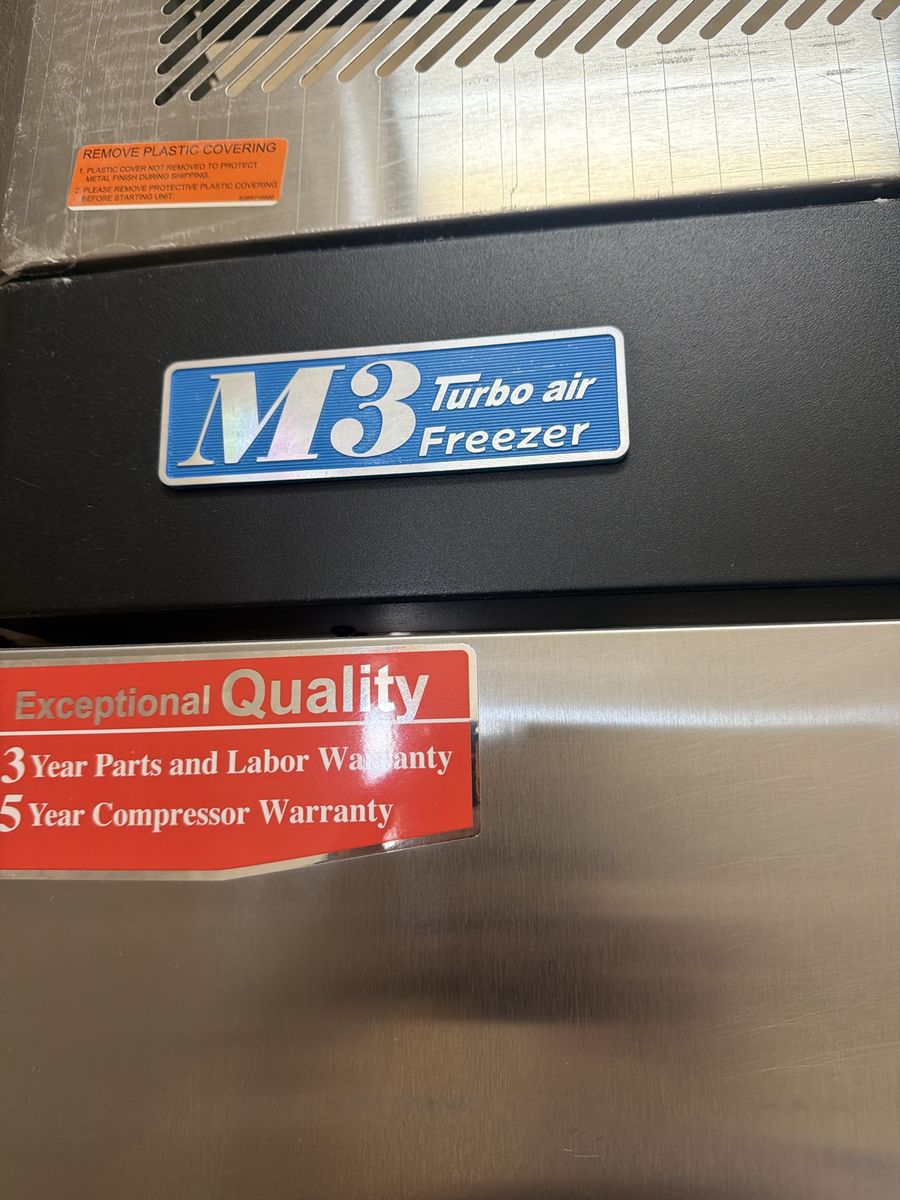 REMOVE PLASTIC COVERING
1. PLASTIC COVER NOT REMOVED TO PROTECT
METAL FINISH DURING SHIPPING.
2. PLEASE REMOVE PROTECTIVE PLASTIC COVERING
BEFORE STARTING UNIT.
M3 Turbo air
Freezer
Exceptional Quality
3 Year Parts and Labor Warranty
5 Year Compressor Warranty